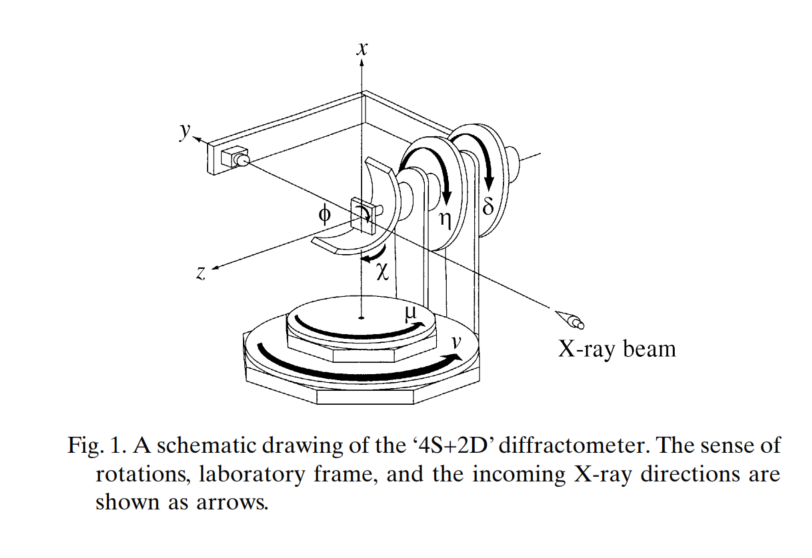 x
y
η
δ
ϕ
z
χ
μ
ν
X-ray beam
Fig. 1. A schematic drawing of the ‘4S+2D’ diffractometer. The sense of
rotations, laboratory frame, and the incoming X-ray directions are
shown as arrows.